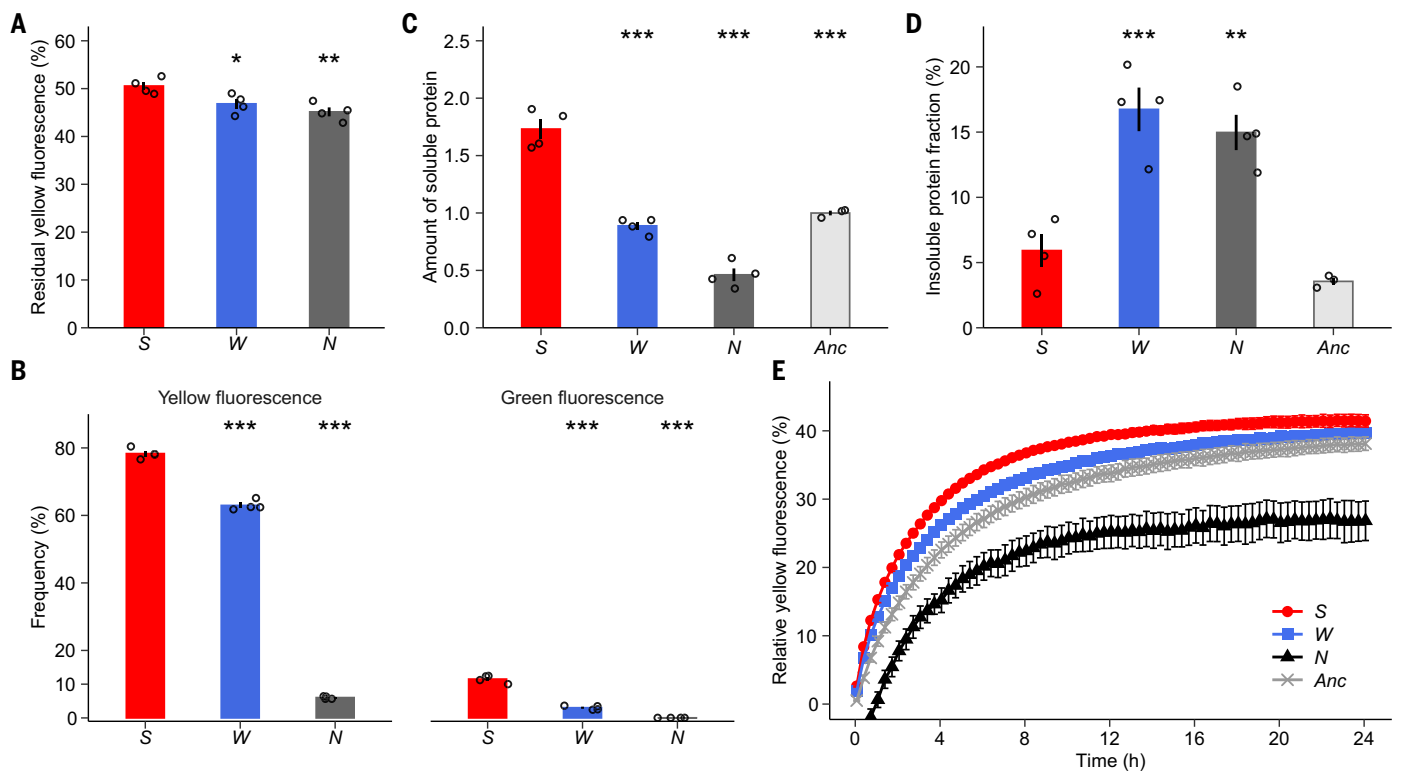 A
Residual yellow fluorescence (%)
60
50
40
30
20
10
0
* **
S W N
C
Amount of soluble protein
2.5
2.0
1.5
1.0
0.5
0.0
*** *** ***
S W N Anc
D
Insoluble protein fraction (%)
20
15
10
5
0
*** **
S W N Anc
B
Frequency (%)
80
60
40
20
10
0
Yellow fluorescence
*** ***
S W N
Green fluorescence
*** ***
S W N
E
Relative yellow fluorescence (%)
40
30
20
10
0
S
W
N
Anc
0 4 8 12 16 20 24
Time (h)